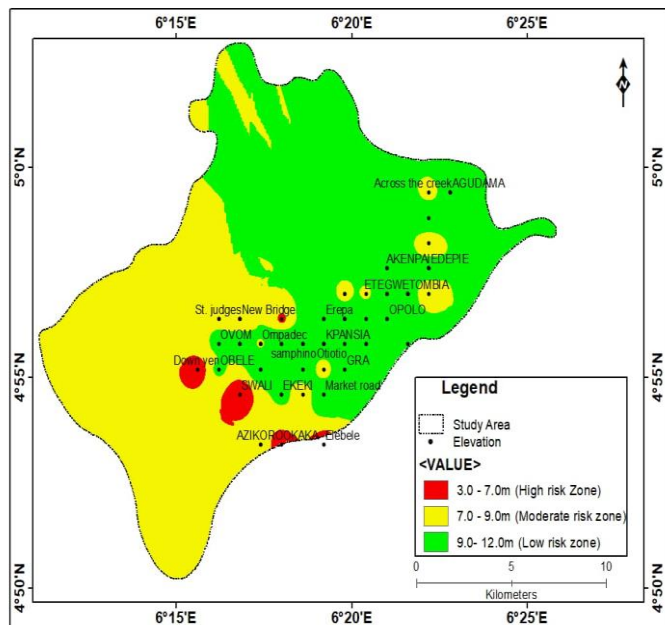 6°15'E 6°20'E 6°25'E
N
5°0'N 5°0'N
Across the creek AGUDAMA
AKENPAI EDEPIE
ETEGWE TOMBIA
St. judges New Bridge Erepa OPOLO
OVOM Ompadec KPANSIA
samphino Otiotio
Down yen OBELE GRA
4°55'N 4°55'N
SWALI EKEKI Market road
AZIKORO OKAKA Elebele
Legend
Study Area
Elevation
<VALUE>
3.0 - 7.0m (High risk Zone)
7.0 - 9.0m (Moderate risk zone)
9.0- 12.0m (Low risk zone)
0 5 10
Kilometers
4°50'N 4°50'N
6°15'E 6°20'E 6°25'E